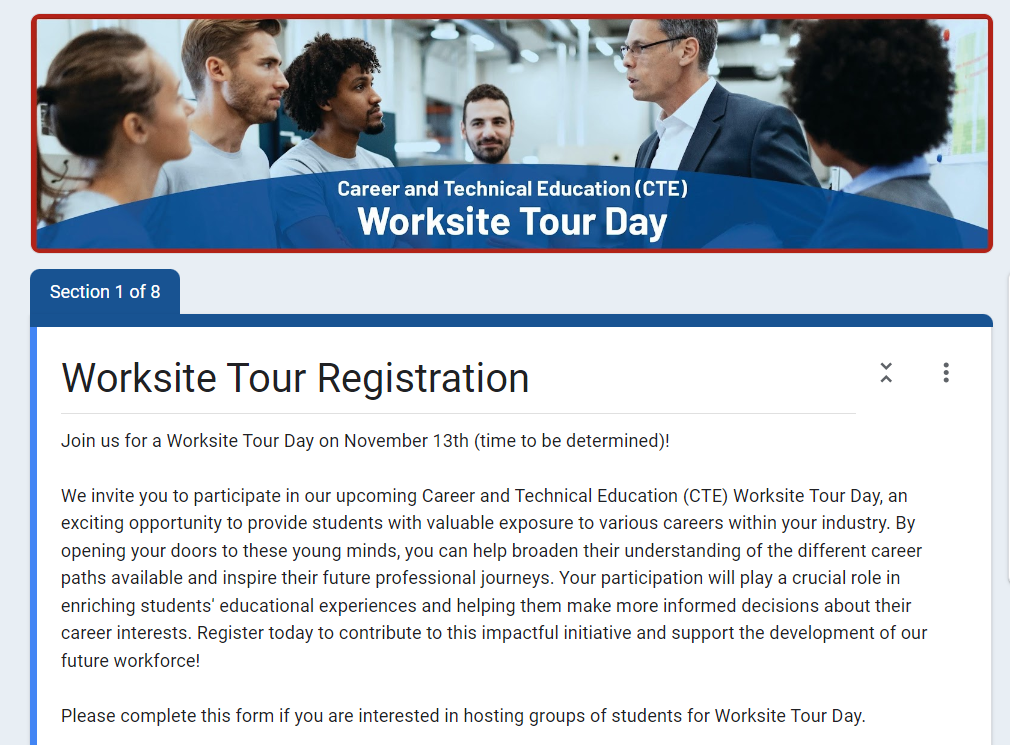 Career and Technical Education (CTE)
Worksite Tour Day
Section 1 of 8
Worksite Tour Registration
Join us for a Worksite Tour Day on November 13th (time to be determined)!
We invite you to participate in our upcoming Career and Technical Education (CTE) Worksite Tour Day, an
exciting opportunity to provide students with valuable exposure to various careers within your industry. By
opening your doors to these young minds, you can help broaden their understanding of the different career
paths available and inspire their future professional journeys. Your participation will play a crucial role in
enriching students' educational experiences and helping them make more informed decisions about their
career interests. Register today to contribute to this impactful initiative and support the development of our
future workforce!
Please complete this form if you are interested in hosting groups of students for Worksite Tour Day.